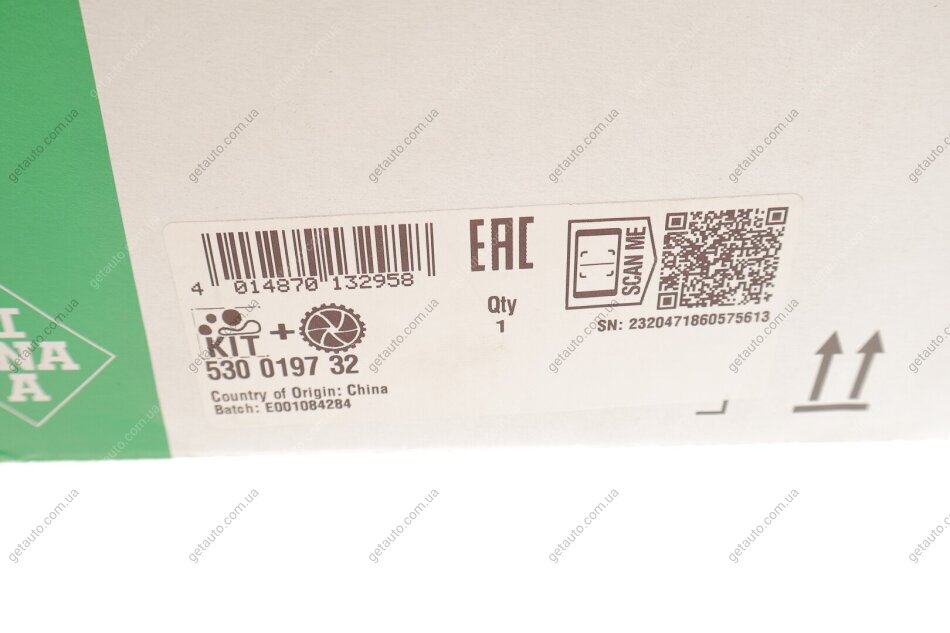 I
INA
A
4 014870 132958
EAC
SCAN ME
Qty
1
SN: 2320471860575613
KIT
+
530 0197 32
Country of Origin: China
Batch: E001084284
getauto.com.ua